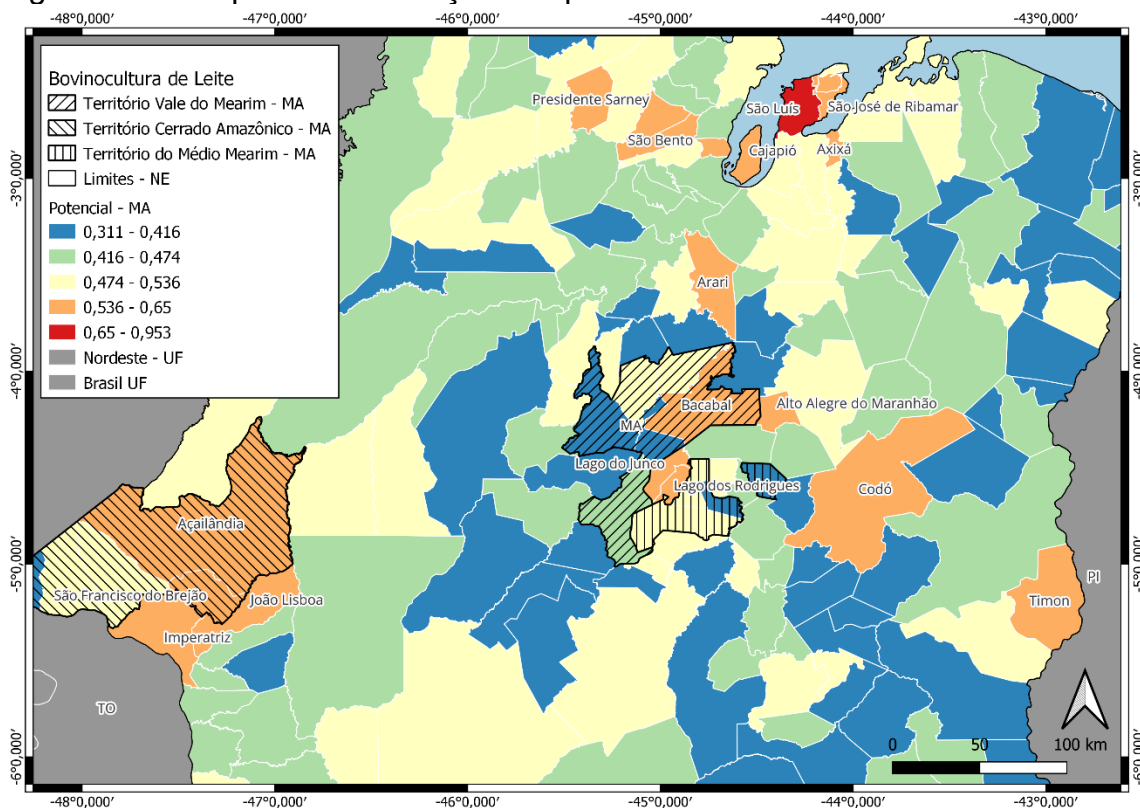 -48°0,000′ -47°0,000′ -46°0,000′ -45°0,000′ -44°0,000′ -43°0,000′
Bovinocultura de Leite
Território Vale do Mearim - MA
Território Cerrado Amazônico - MA
Território do Médio Mearim - MA
Limites - NE
Potencial - MA
0,311 - 0,416
0,416 - 0,474
0,474 - 0,536
0,536 - 0,65
0,65 - 0,953
Nordeste - UF
Brasil UF
Presidente Sarney
São Luís
São José de Ribamar
São Bento
Cajapió
Axixá
-3°0,000′
-3°0,000′
Arari
-4°0,000′
-4°0,000′
Bacabal
Alto Alegre do Maranhão
MA
Lago do Junco
Lago dos Rodrigues
Codó
Açailândia
-5°0,000′
-5°0,000′
PI
São Francisco do Brejão
João Lisboa
Timon
Imperatriz
TO
0 50 100 km
-6°0,000′
-6°0,000′
-48°0,000′ -47°0,000′ -46°0,000′ -45°0,000′ -44°0,000′ -43°0,000′